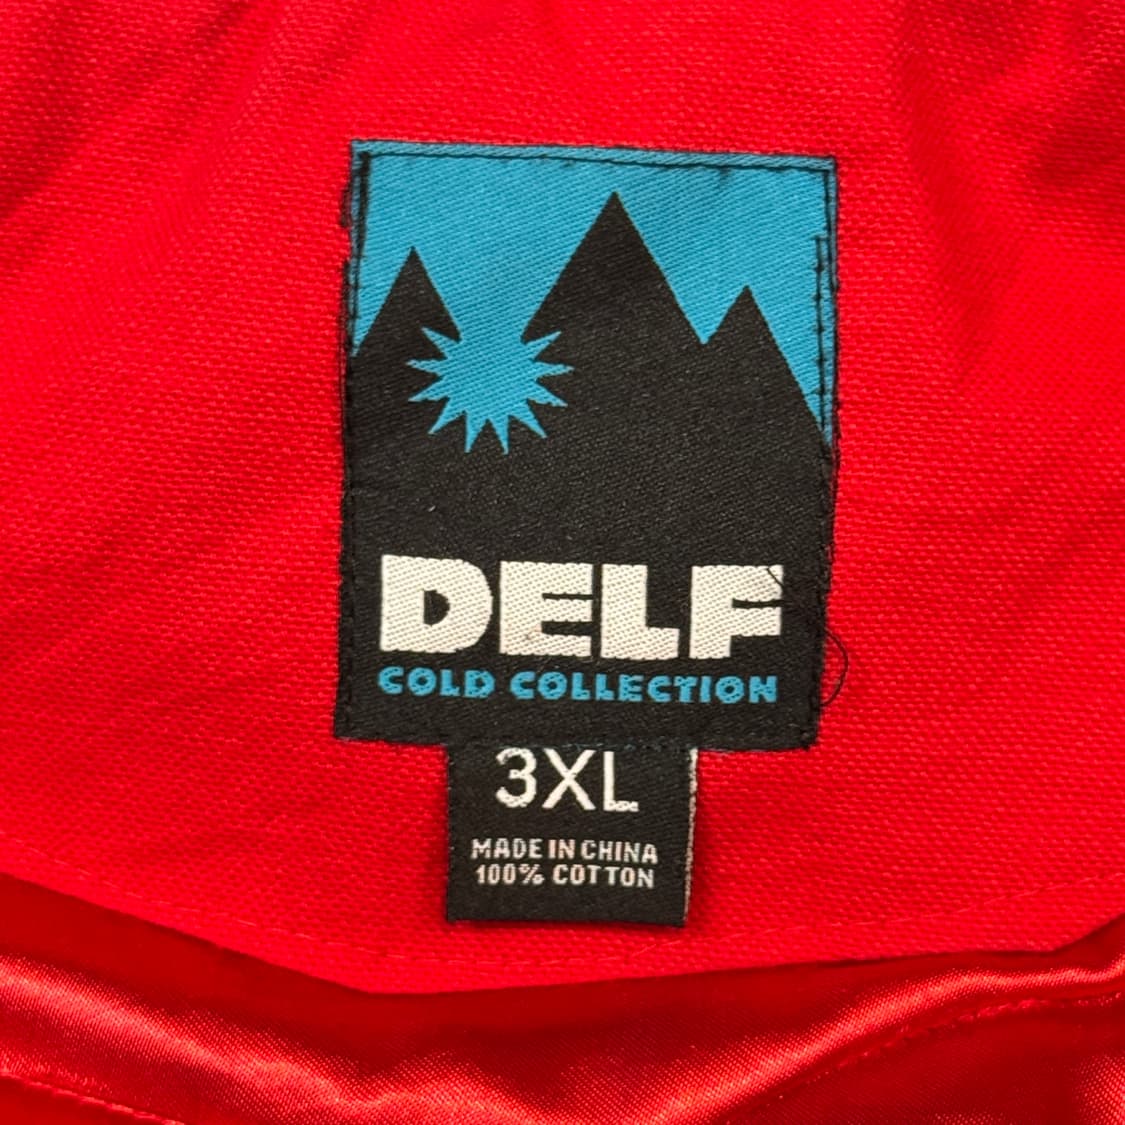 DELF
COLD COLLECTION
3XL
MADE IN CHINA
100% COTTON